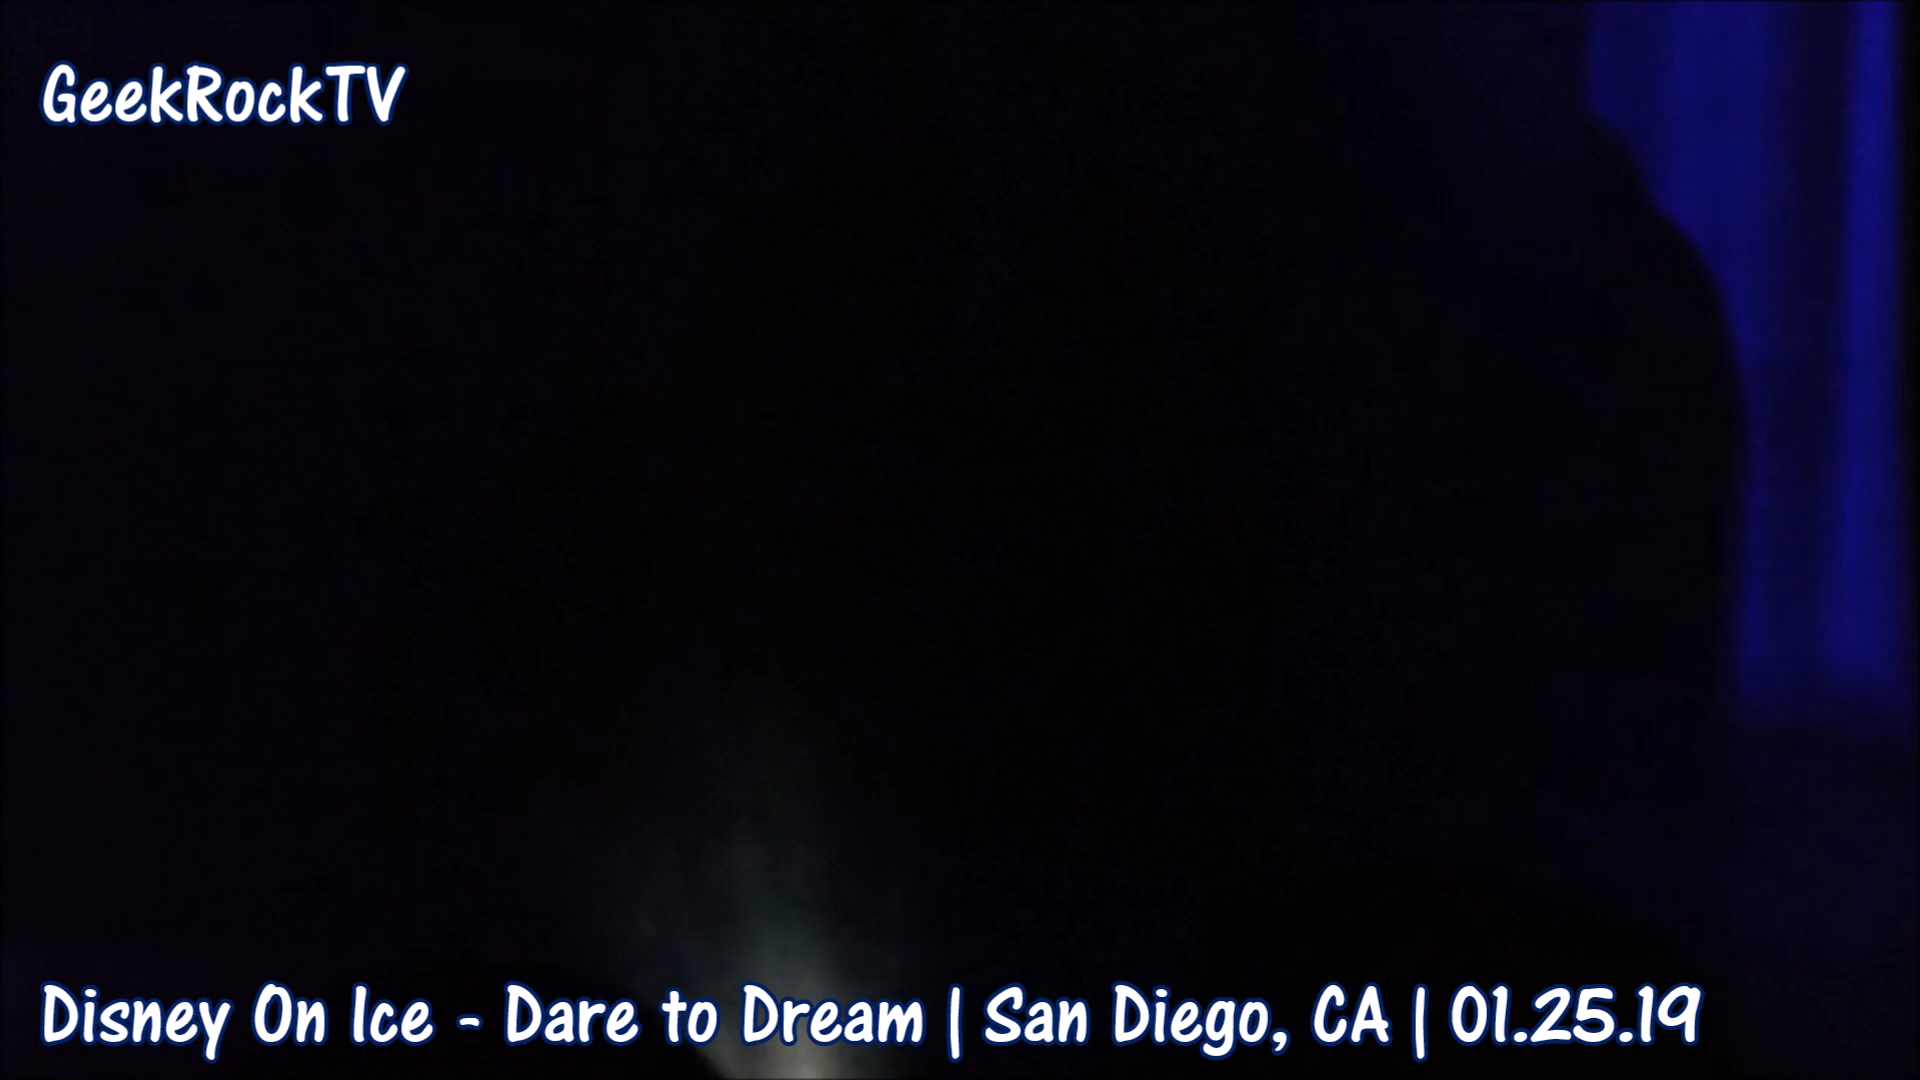 GeekRockTV
Disney On Ice - Dare to Dream | San Diego, CA | 01.25.19